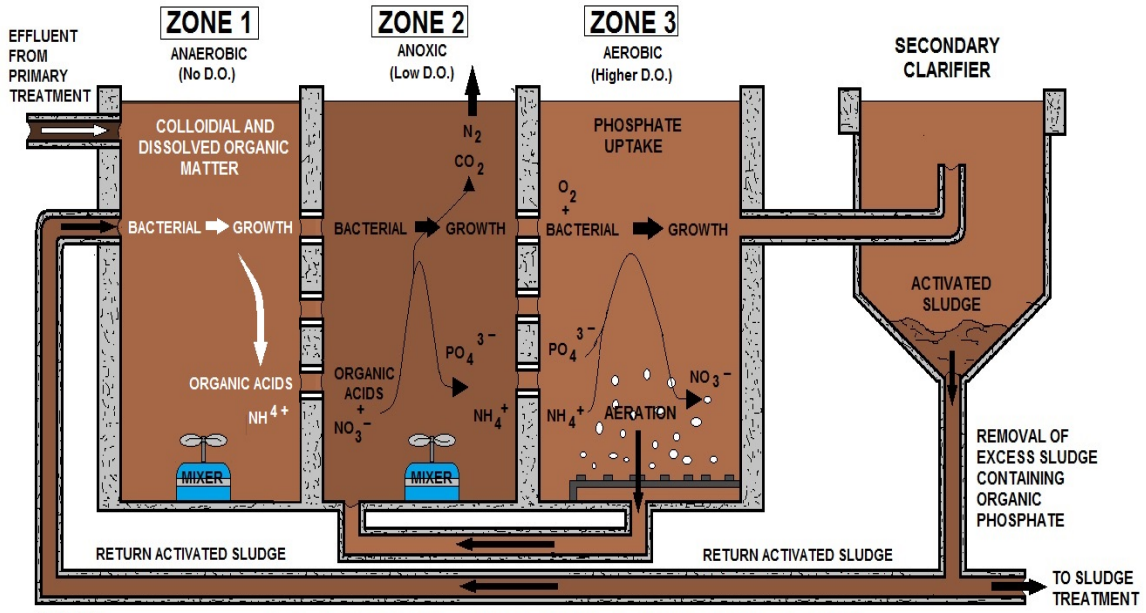 ZONE 1
ANAEROBIC
(No D.O.)
ZONE 2
ANOXIC
(Low D.O.)
ZONE 3
AEROBIC
(Higher D.O.)
SECONDARY
CLARIFIER
EFFLUENT
FROM
PRIMARY
TREATMENT
COLLOIDIAL AND
DISSOLVED ORGANIC
MATTER
BACTERIAL GROWTH
ORGANIC ACIDS
NH⁴⁺
MIXER
N₂
CO₂
BACTERIAL GROWTH
ORGANIC
ACIDS
+
NO₃⁻
PO₄³⁻
NH₄⁺
MIXER
PHOSPHATE
UPTAKE
O₂
+
BACTERIAL GROWTH
PO₄³⁻
NH₄⁺
NO₃⁻
AERATION
ACTIVATED
SLUDGE
REMOVAL OF
EXCESS SLUDGE
CONTAINING
ORGANIC
PHOSPHATE
RETURN ACTIVATED SLUDGE
RETURN ACTIVATED SLUDGE
TO SLUDGE
TREATMENT